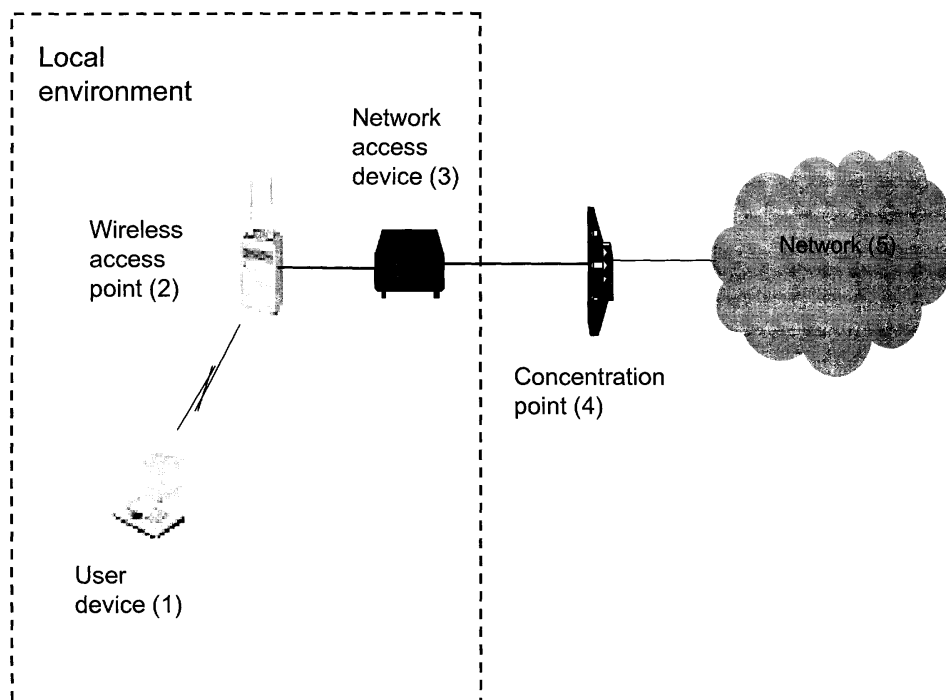 Local
environment
Network
access
device (3)
Wireless
access
point (2)
Network (5)
Concentration
point (4)
User
device (1)